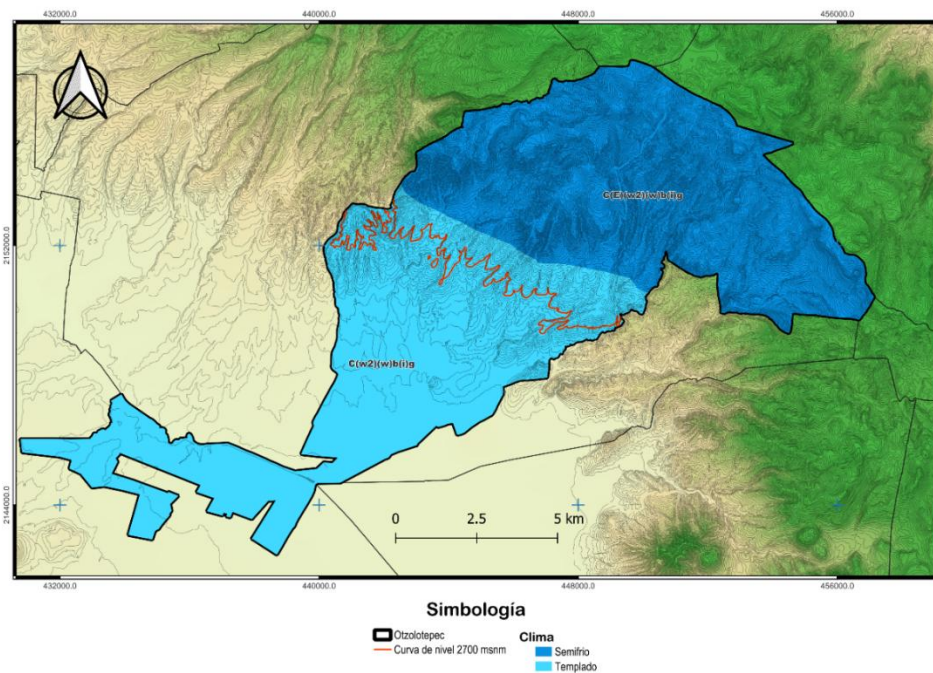 432000.0 440000.0 448000.0 456000.0
C(E)(w2)(w)b(i)g
2152000.0
C(w2)(w)b(i)g
2144000.0
0 2.5 5 km
432000.0 440000.0 448000.0 456000.0
Simbología
Otzolotepec
Curva de nivel 2700 msnm
Clima
Semifrio
Templado